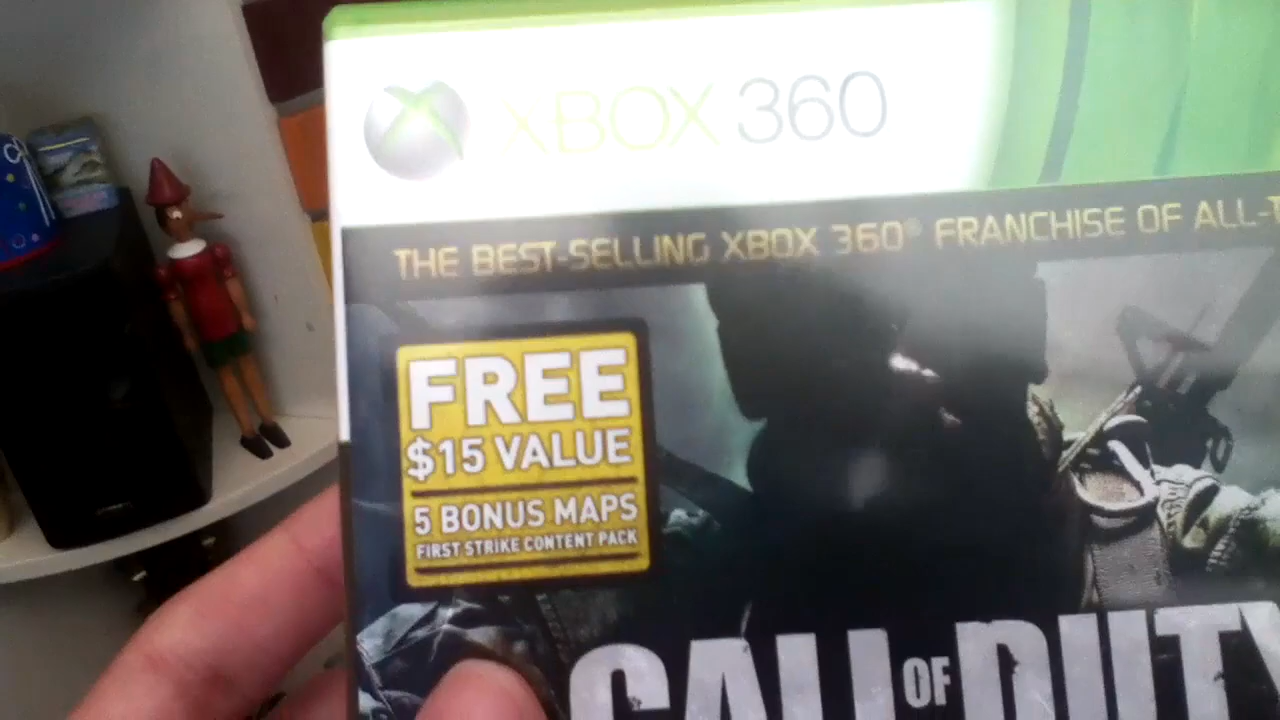 XBOX 360
THE BEST-SELLING XBOX 360® FRANCHISE OF ALL-T
FREE
$15 VALUE
5 BONUS MAPS
FIRST STRIKE CONTENT PACK
CALL OF DUTY